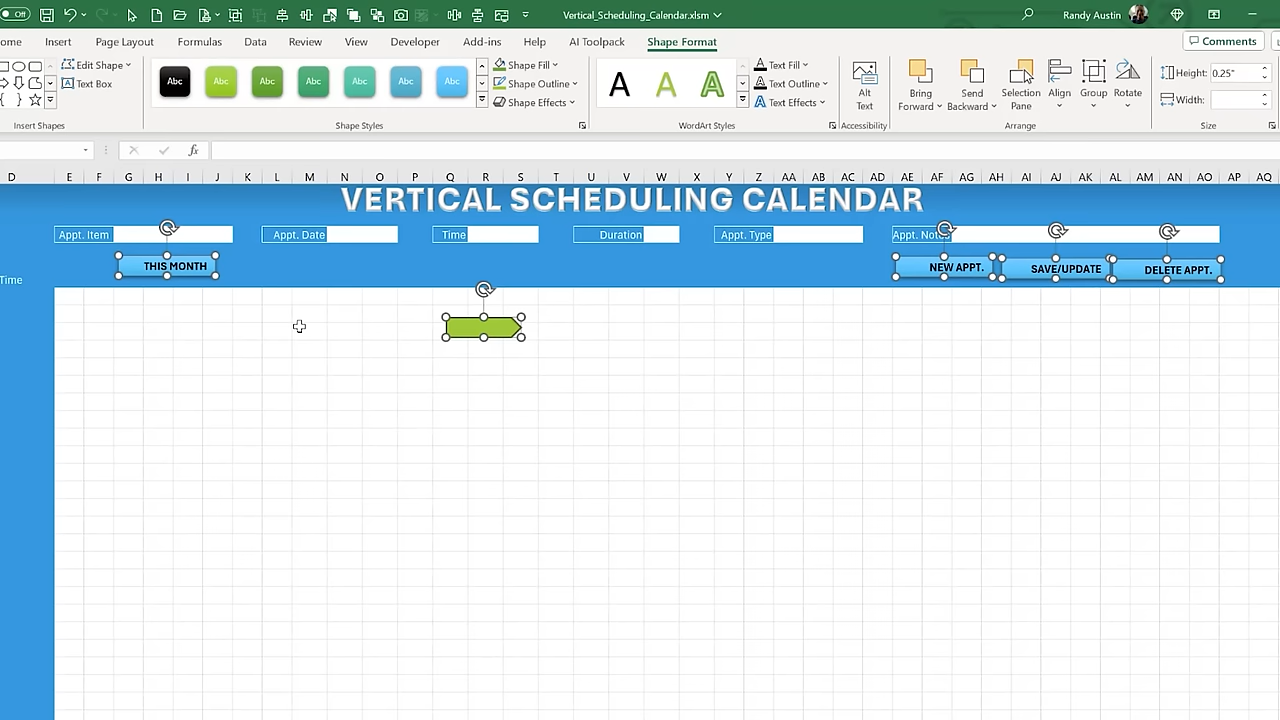 Off
Vertical_Scheduling_Calendar.xlsm
Randy Austin
ome Insert Page Layout Formulas Data Review View Developer Add-ins Help AI Toolpack Shape Format Comments
Edit Shape
Text Box
Insert Shapes
Abc Abc Abc Abc Abc Abc Abc
Shape Fill
Shape Outline
Shape Effects
Shape Styles
A A A
Text Fill
Text Outline
Text Effects
WordArt Styles
Alt Text
Accessibility
Bring Forward
Send Backward
Selection Pane
Align
Group
Rotate
Arrange
Height: 0.25"
Width:
Size
fx
D E F G H I J K L M N O P Q R S T U V W X Y Z AA AB AC AD AE AF AG AH AI AJ AK AL AM AN AO AP AQ
VERTICAL SCHEDULING CALENDAR
Appt. Item Appt. Date Time Duration Appt. Type Appt. Notes
THIS MONTH NEW APPT. SAVE/UPDATE DELETE APPT.
Time